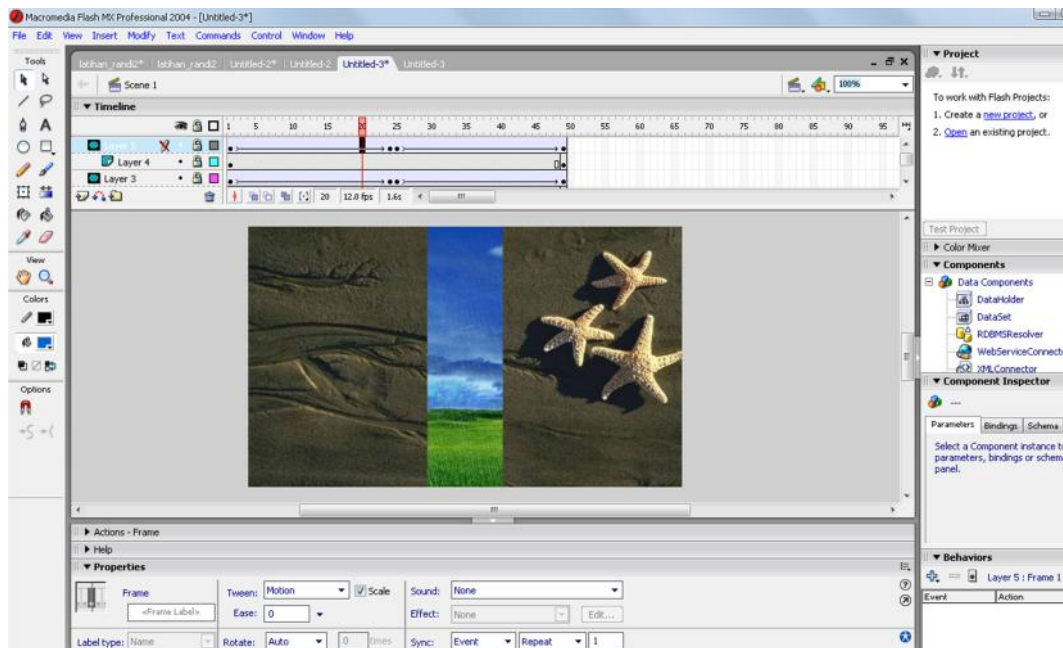 Macromedia Flash MX Professional 2004 - [Untitled-3*]
File Edit View Insert Modify Text Commands Control Window Help
Tools
latihan_randi2* latihan_randi2 Untitled-2* Untitled-2 Untitled-3* Untitled-3
Scene 1
100%
Timeline
1 5 10 15 20 25 30 35 40 45 50 55 60 65 70 75 80 85 90 95
Layer 5
Layer 4
Layer 3
20 12.0 fps 1.6s
View
Colors
Options
Actions - Frame
Help
Properties
Frame
<Frame Label>
Label type: Name
Tween: Motion Scale
Ease: 0
Rotate: Auto 0 times
Sound: None
Effect: None Edit...
Sync: Event Repeat 1
Project
To work with Flash Projects:
1. Create a new project, or
2. Open an existing project.
Test Project
Color Mixer
Components
Data Components
DataHolder
DataSet
RDBMSResolver
WebServiceConnect
XMLConnector
Component Inspector
---
Parameters Bindings Schema
Select a Component instance t
parameters, bindings or schem
panel.
Behaviors
Layer 5 : Frame 1
Event Action